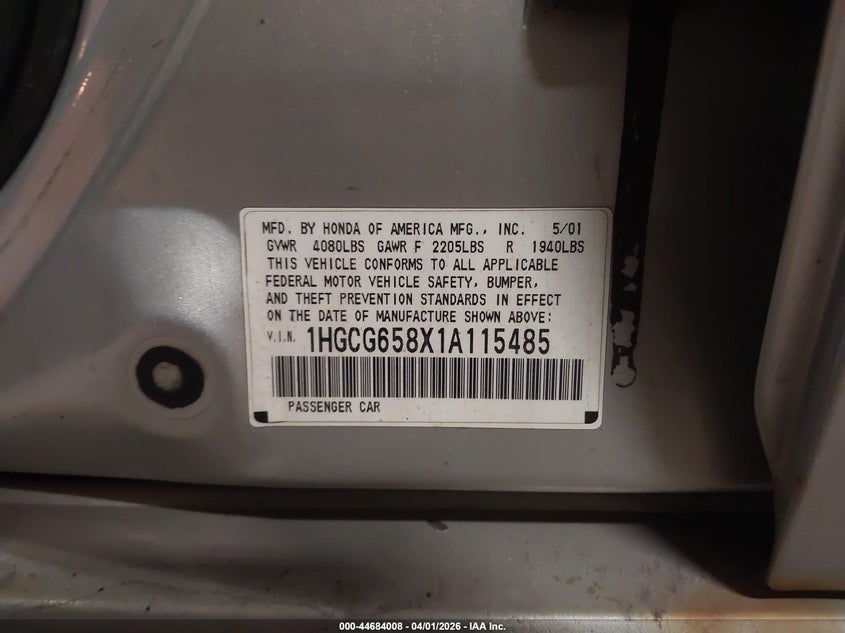 MFD. BY HONDA OF AMERICA MFG., INC. 5/01
GVWR 4080LBS GAWR F 2205LBS R 1940LBS
THIS VEHICLE CONFORMS TO ALL APPLICABLE
FEDERAL MOTOR VEHICLE SAFETY, BUMPER,
AND THEFT PREVENTION STANDARDS IN EFFECT
ON THE DATE OF MANUFACTURE SHOWN ABOVE:
V.I.N. 1HGCG658X1A115485
PASSENGER CAR
000-44684008 - 04/01/2026 - IAA Inc.